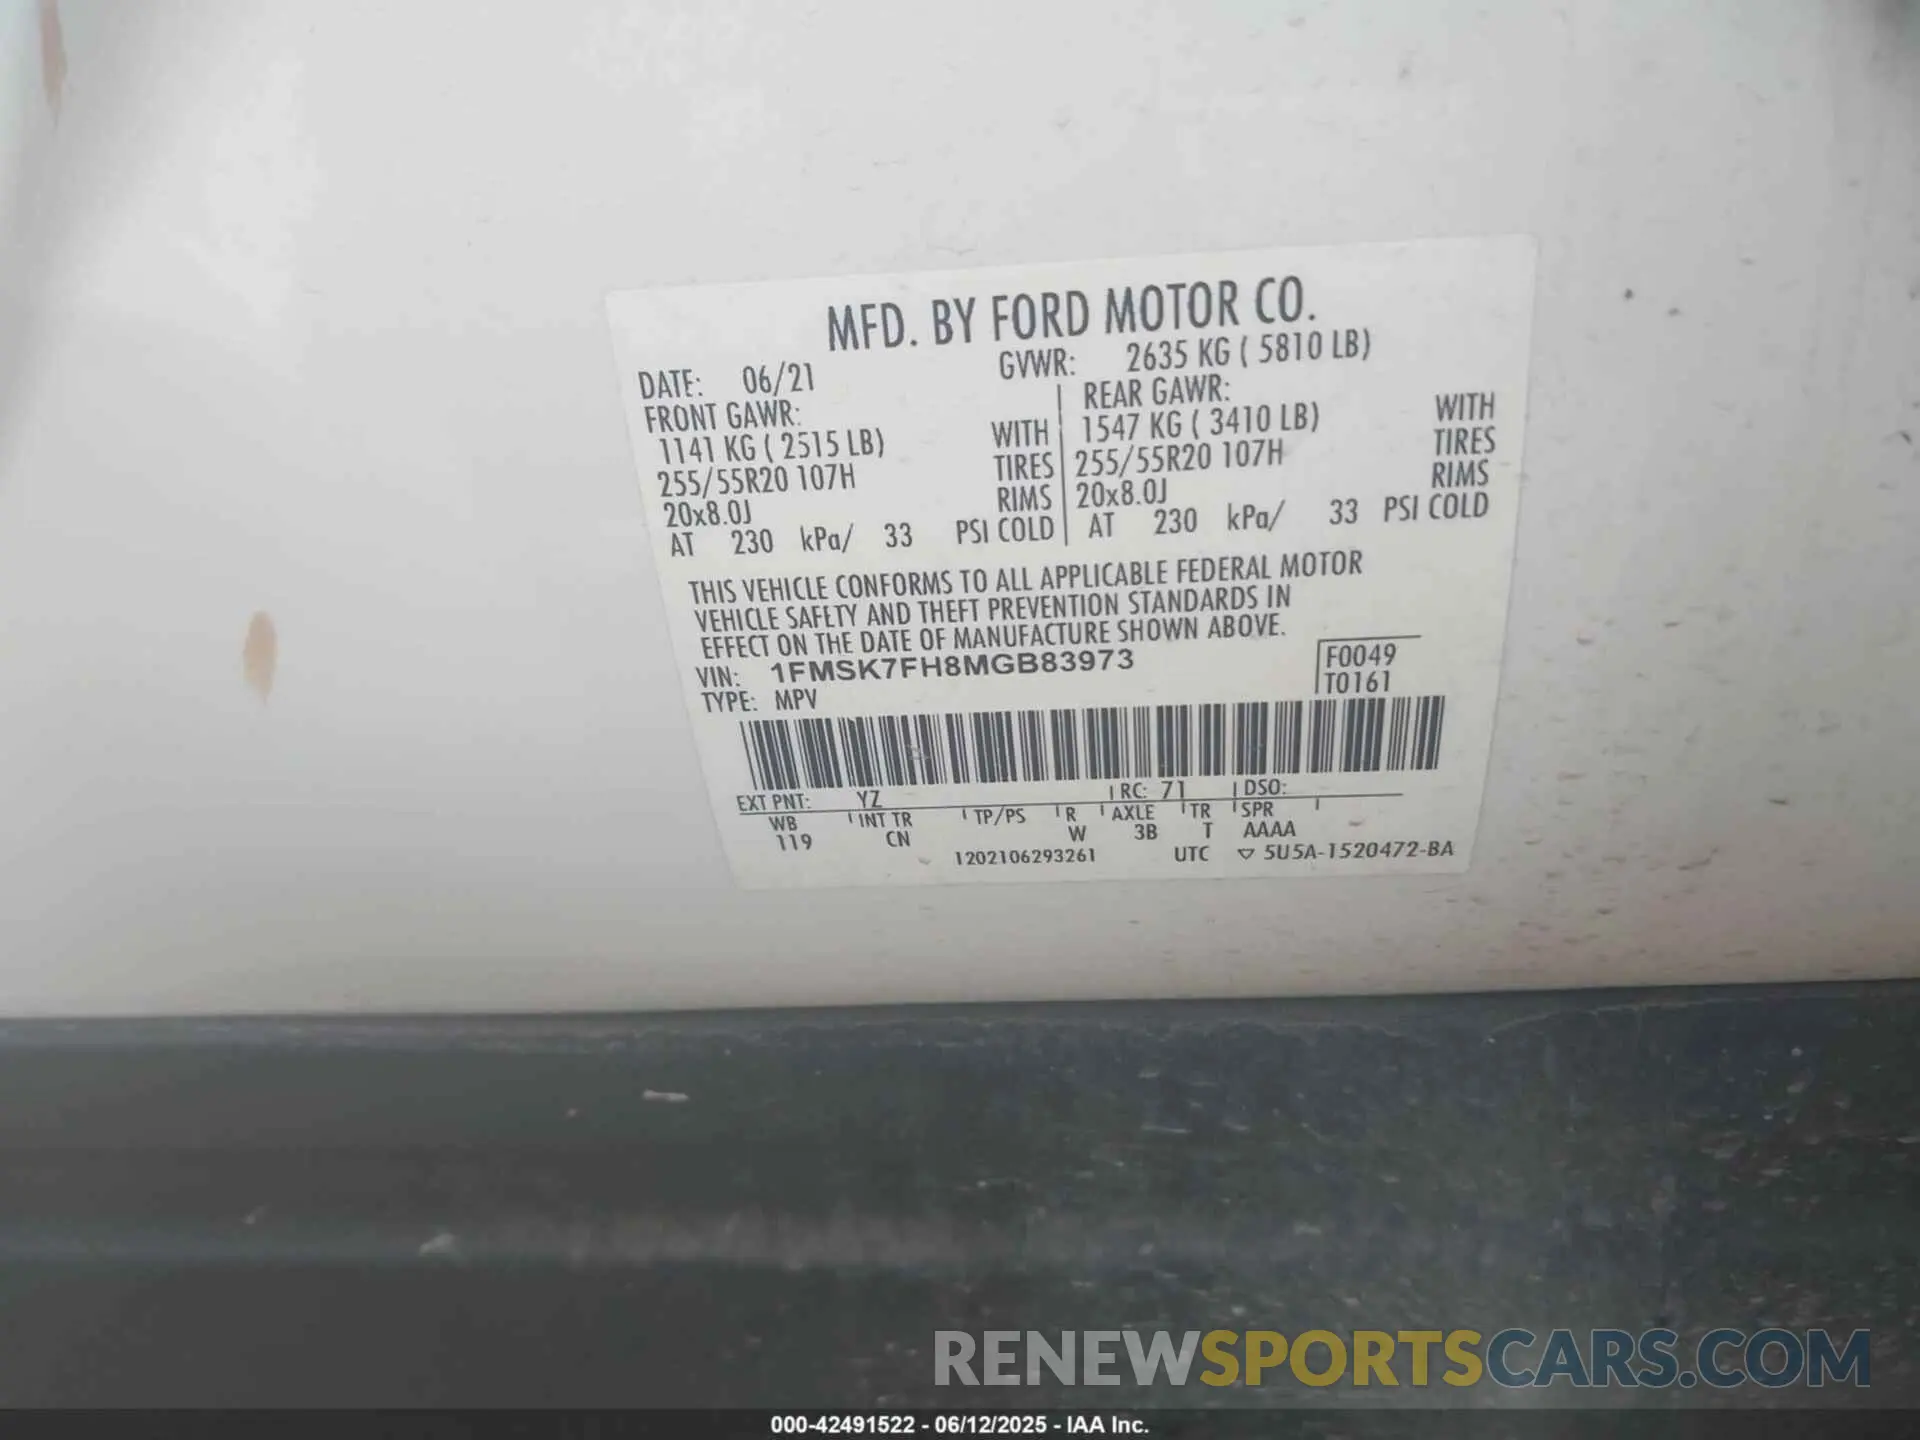 MFD. BY FORD MOTOR CO.
DATE: 06/21 GVWR: 2635 KG ( 5810 LB)
FRONT GAWR: REAR GAWR:
1141 KG ( 2515 LB) WITH 1547 KG ( 3410 LB) WITH
255/55R20 107H TIRES 255/55R20 107H TIRES
20x8.0J RIMS 20x8.0J RIMS
AT 230 kPa/ 33 PSI COLD AT 230 kPa/ 33 PSI COLD
THIS VEHICLE CONFORMS TO ALL APPLICABLE FEDERAL MOTOR
VEHICLE SAFETY AND THEFT PREVENTION STANDARDS IN
EFFECT ON THE DATE OF MANUFACTURE SHOWN ABOVE.
VIN: 1FMSK7FH8MGB83973 F0049
TYPE: MPV T0161
EXT PNT: YZ RC: 71 DSO:
WB INT TR TP/PS R AXLE TR SPR
119 CN W 3B T AAAA
1202106293261 UTC ▽ 5U5A-1520472-BA
RENEWSPORTSCARS.COM
000-42491522 - 06/12/2025 - IAA Inc.